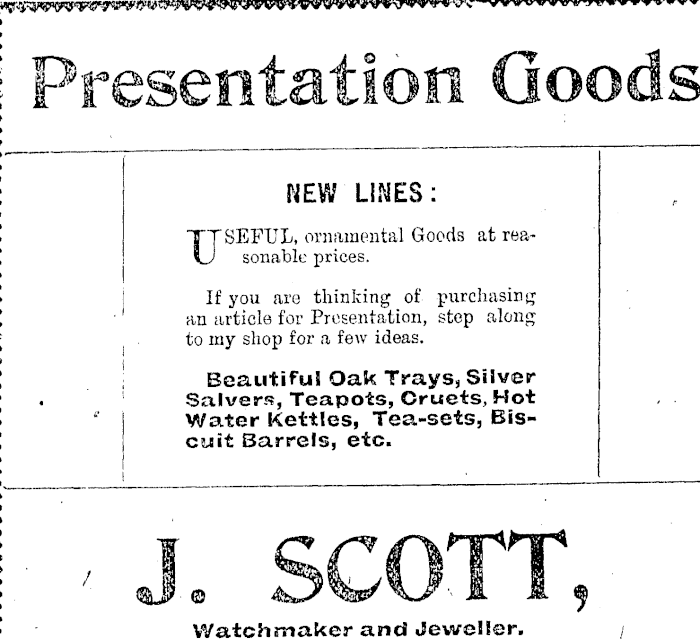 Presentation Goods
NEW LINES:
USEFUL, ornamental Goods at rea-
sonable prices.
If you are thinking of purchasing
an article for Presentation, step along
to my shop for a few ideas.
Beautiful Oak Trays, Silver
Salvers, Teapots, Cruets, Hot
Water Kettles, Tea-sets, Bis-
cuit Barrels, etc.
J. SCOTT,
Watchmaker and Jeweller.